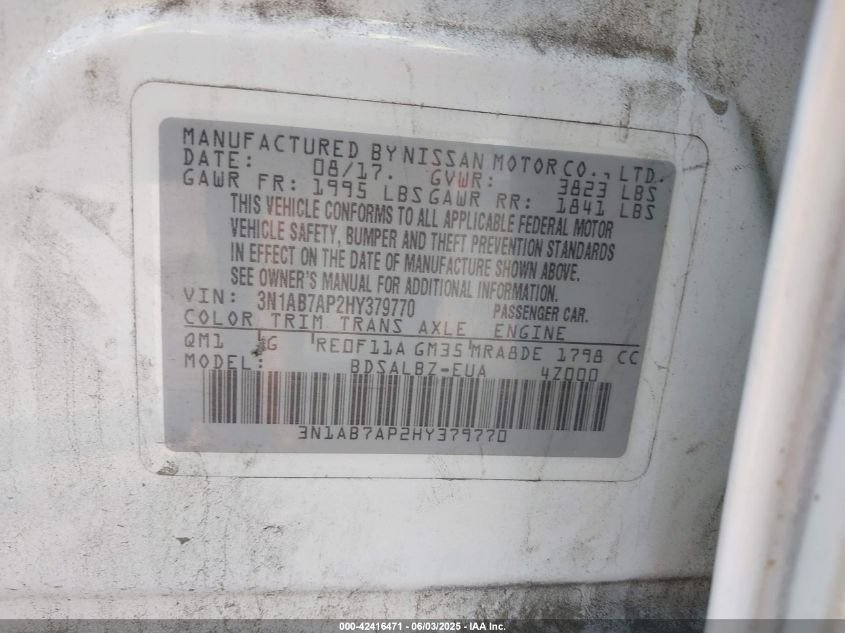 MANUFACTURED BY NISSAN MOTOR CO., LTD.
DATE: 08/17. GVWR: 3823 LBS
GAWR FR: 1995 LBS GAWR RR: 1841 LBS
THIS VEHICLE CONFORMS TO ALL APPLICABLE FEDERAL MOTOR
VEHICLE SAFETY, BUMPER AND THEFT PREVENTION STANDARDS
IN EFFECT ON THE DATE OF MANUFACTURE SHOWN ABOVE.
SEE OWNER'S MANUAL FOR ADDITIONAL INFORMATION.
VIN: 3N1AB7AP2HY379770 PASSENGER CAR.
COLOR TRIM TRANS AXLE ENGINE
QM1 G RE0F11A GM35 MRA8DE 1798 CC
MODEL: BDSALBZ-EUA 4Z000
3N1AB7AP2HY379770
000-42416471 - 06/03/2025 - IAA Inc.